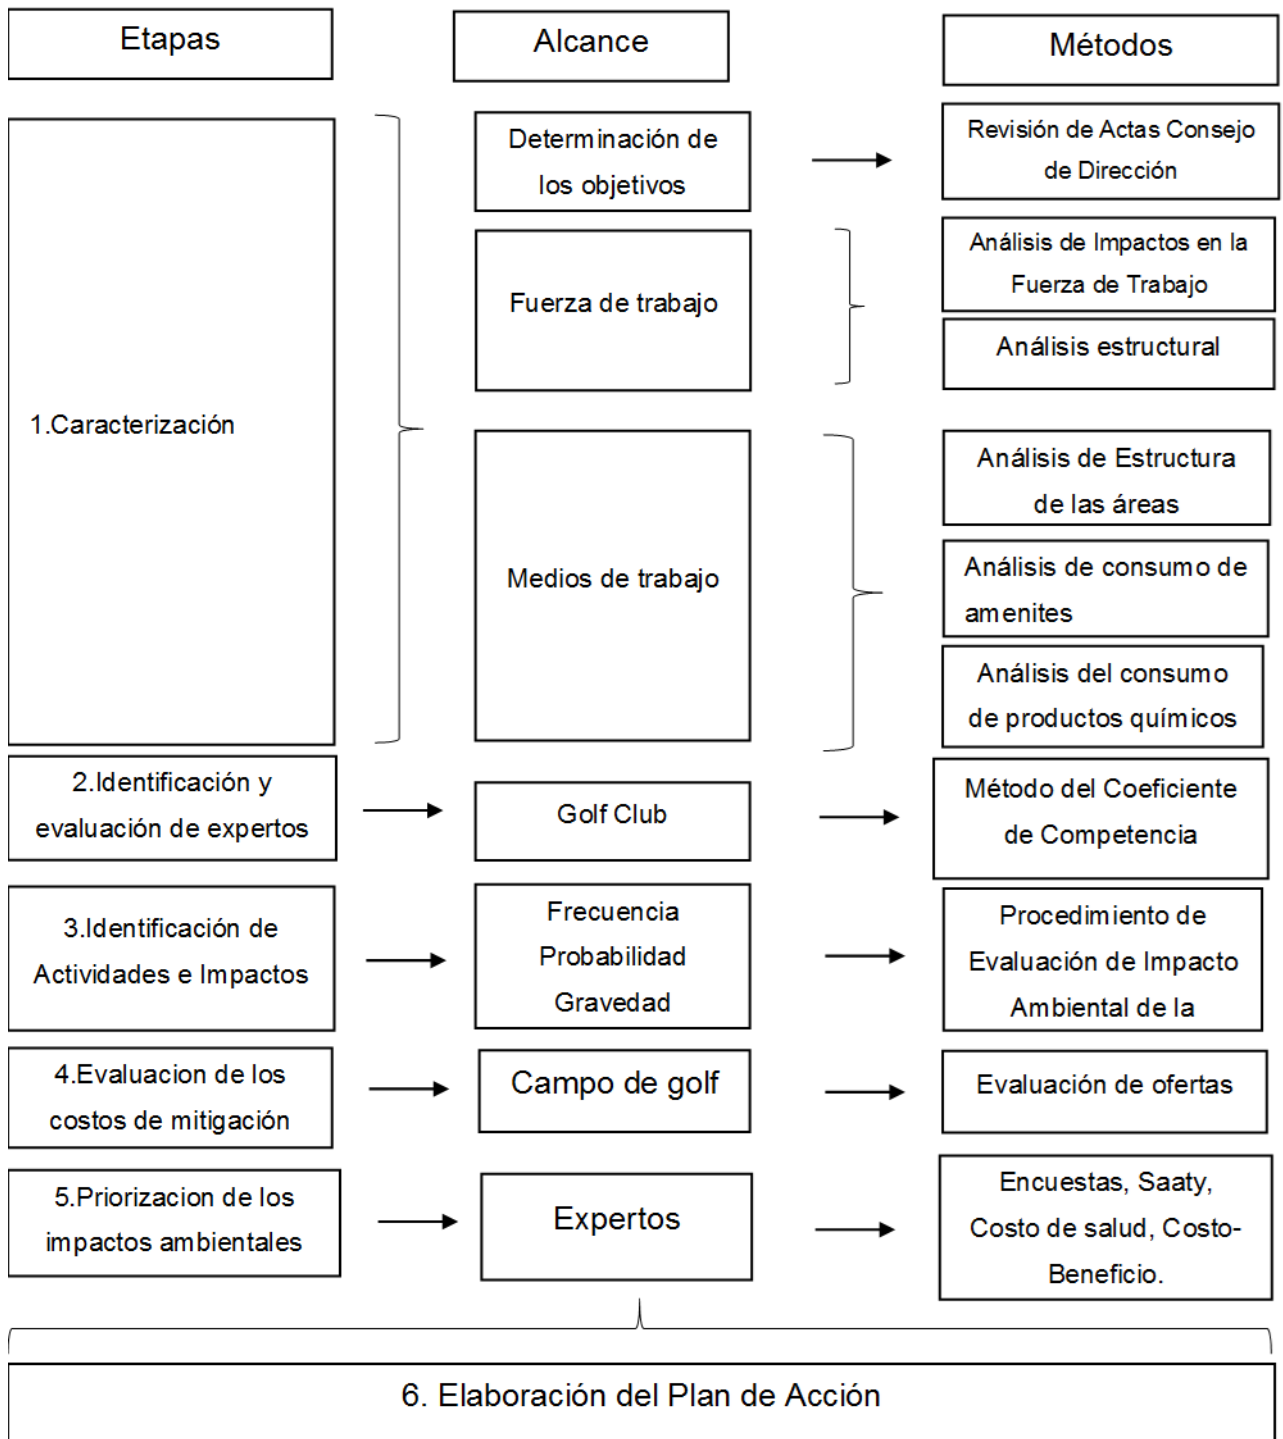 Etapas
Alcance
Métodos
1.Caracterización
Determinación de
los objetivos
Revisión de Actas Consejo
de Dirección
Fuerza de trabajo
Análisis de Impactos en la
Fuerza de Trabajo
Análisis estructural
Medios de trabajo
Análisis de Estructura
de las áreas
Análisis de consumo de
amenites
Análisis del consumo
de productos químicos
2.Identificación y
evaluación de expertos
Golf Club
Método del Coeficiente
de Competencia
3.Identificación de
Actividades e Impactos
Frecuencia
Probabilidad
Gravedad
Procedimiento de
Evaluación de Impacto
Ambiental de la
4.Evaluacion de los
costos de mitigación
Campo de golf
Evaluación de ofertas
5.Priorizacion de los
impactos ambientales
Expertos
Encuestas, Saaty,
Costo de salud, Costo-
Beneficio.
6. Elaboración del Plan de Acción